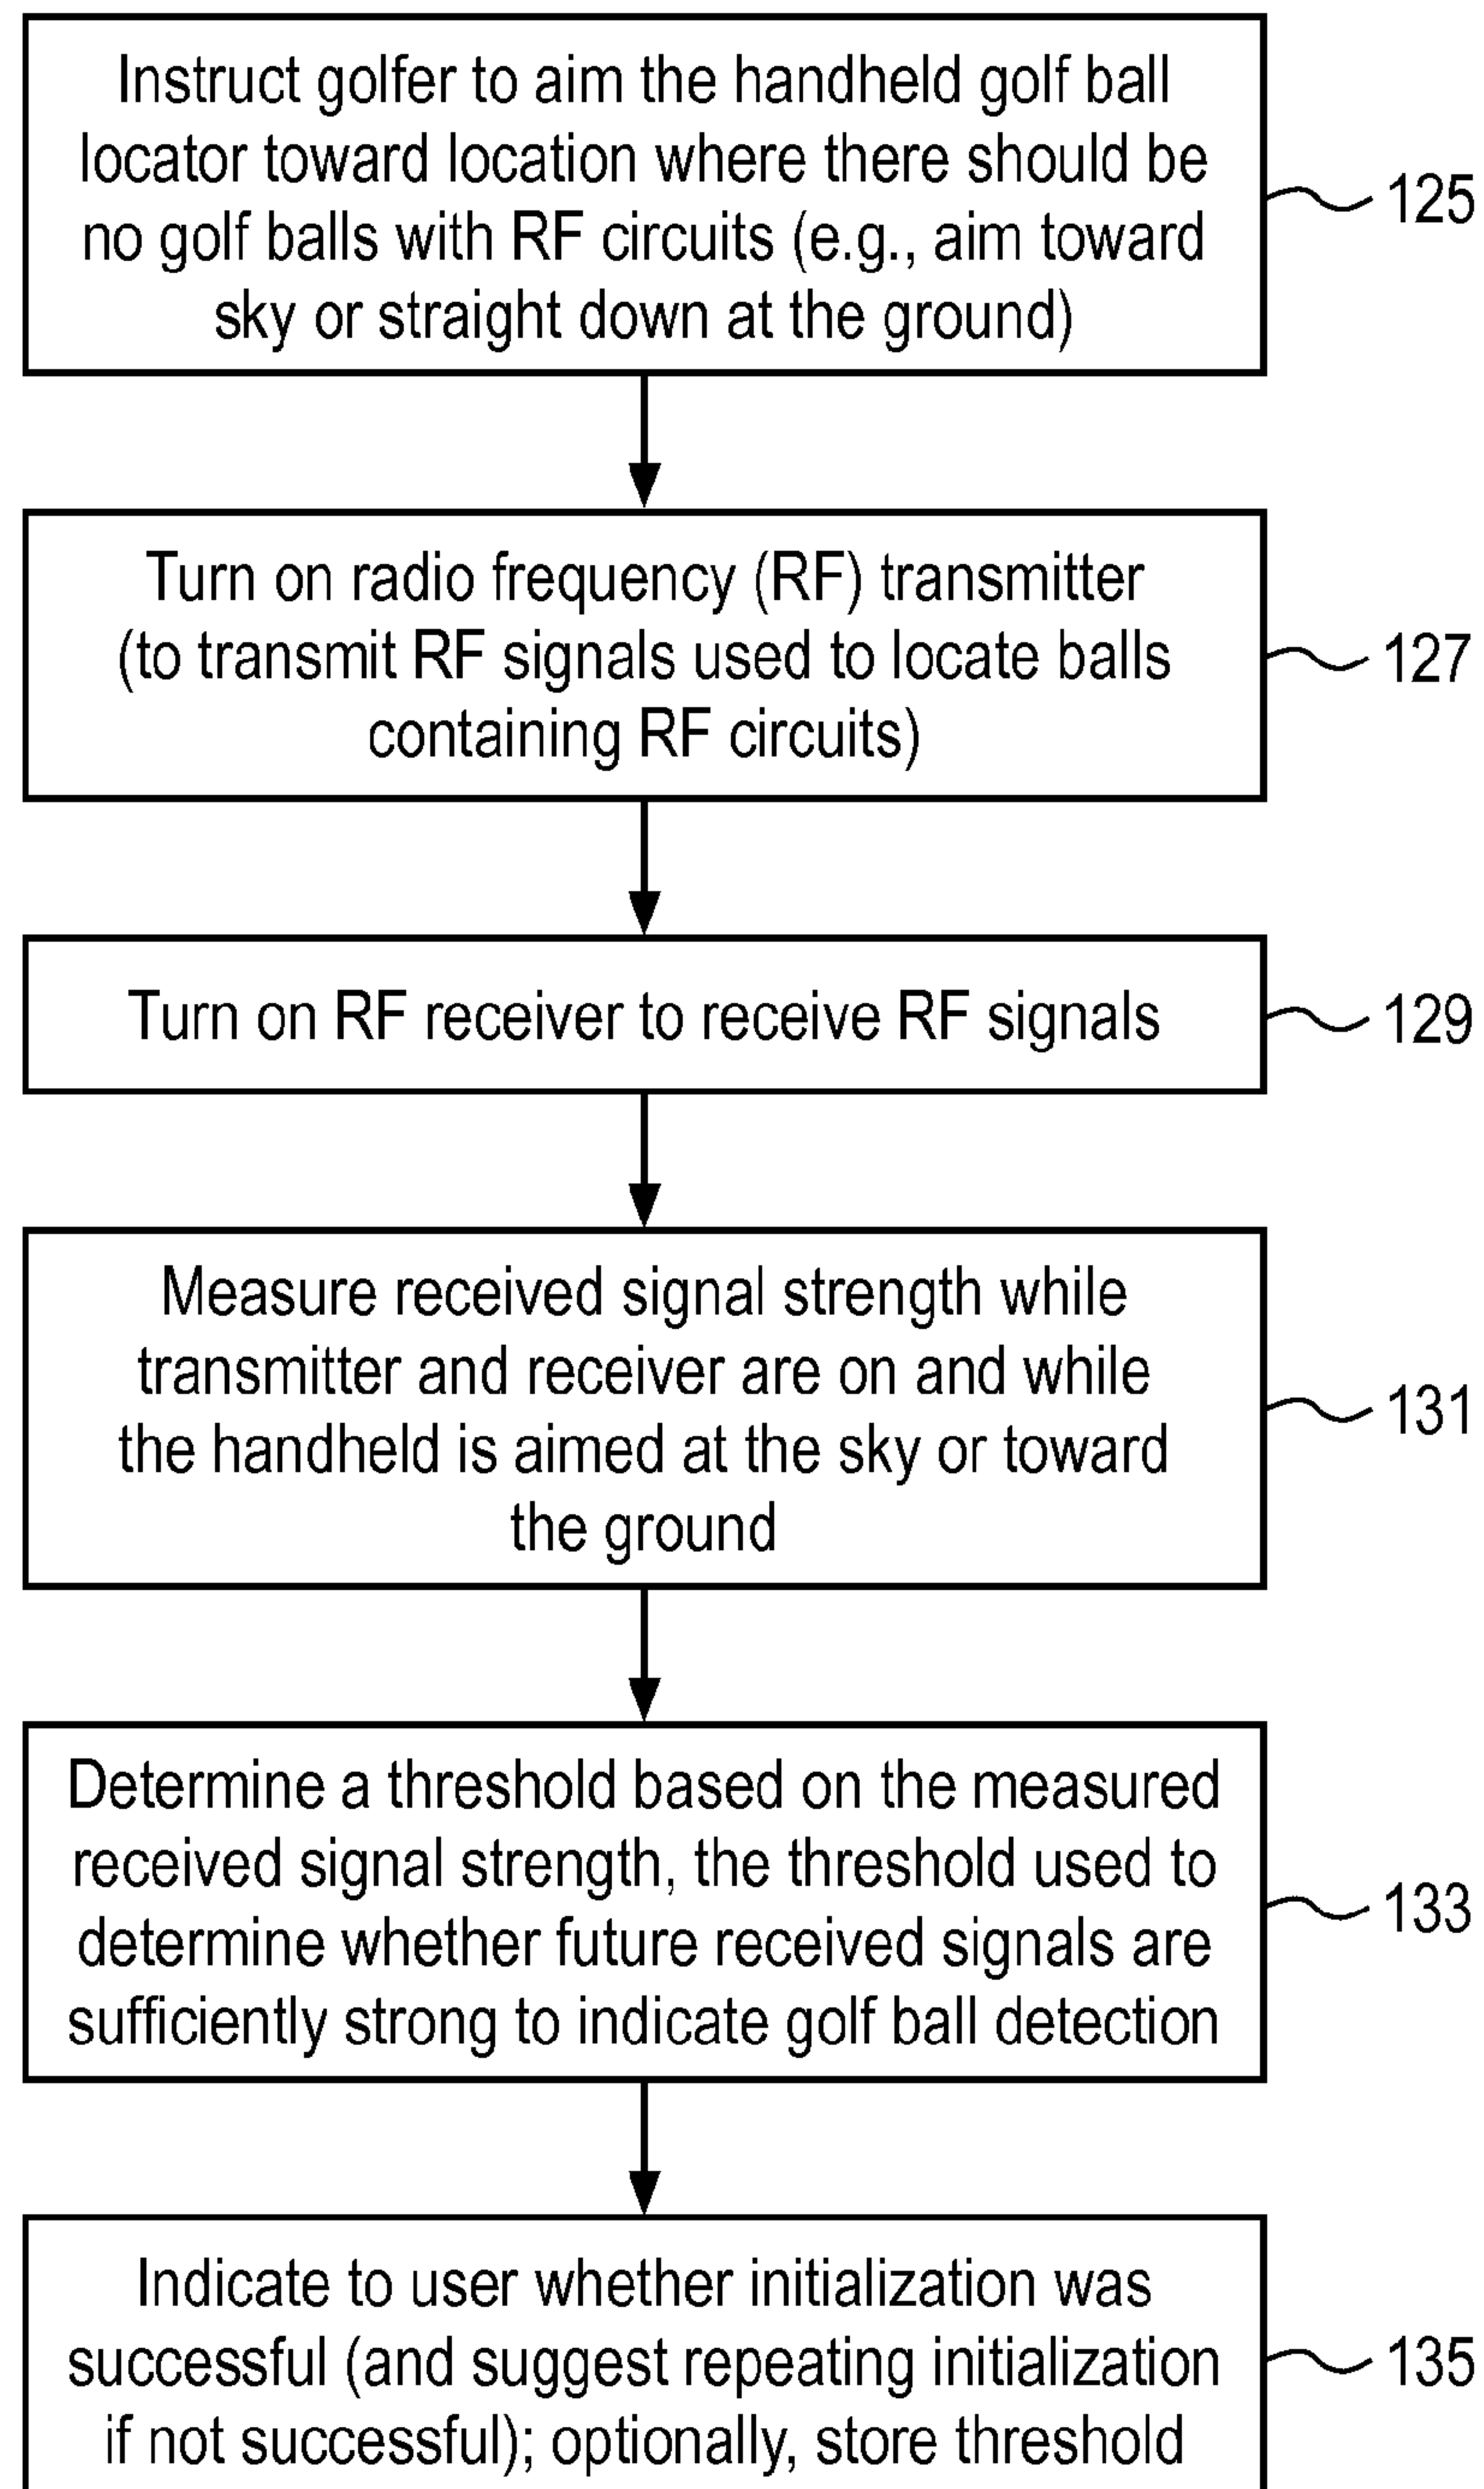 Instruct golfer to aim the handheld golf ball
locator toward location where there should be
no golf balls with RF circuits (e.g., aim toward
sky or straight down at the ground)
125
Turn on radio frequency (RF) transmitter
(to transmit RF signals used to locate balls
containing RF circuits)
127
Turn on RF receiver to receive RF signals
129
Measure received signal strength while
transmitter and receiver are on and while
the handheld is aimed at the sky or toward
the ground
131
Determine a threshold based on the measured
received signal strength, the threshold used to
determine whether future received signals are
sufficiently strong to indicate golf ball detection
133
Indicate to user whether initialization was
successful (and suggest repeating initialization
if not successful); optionally, store threshold
135